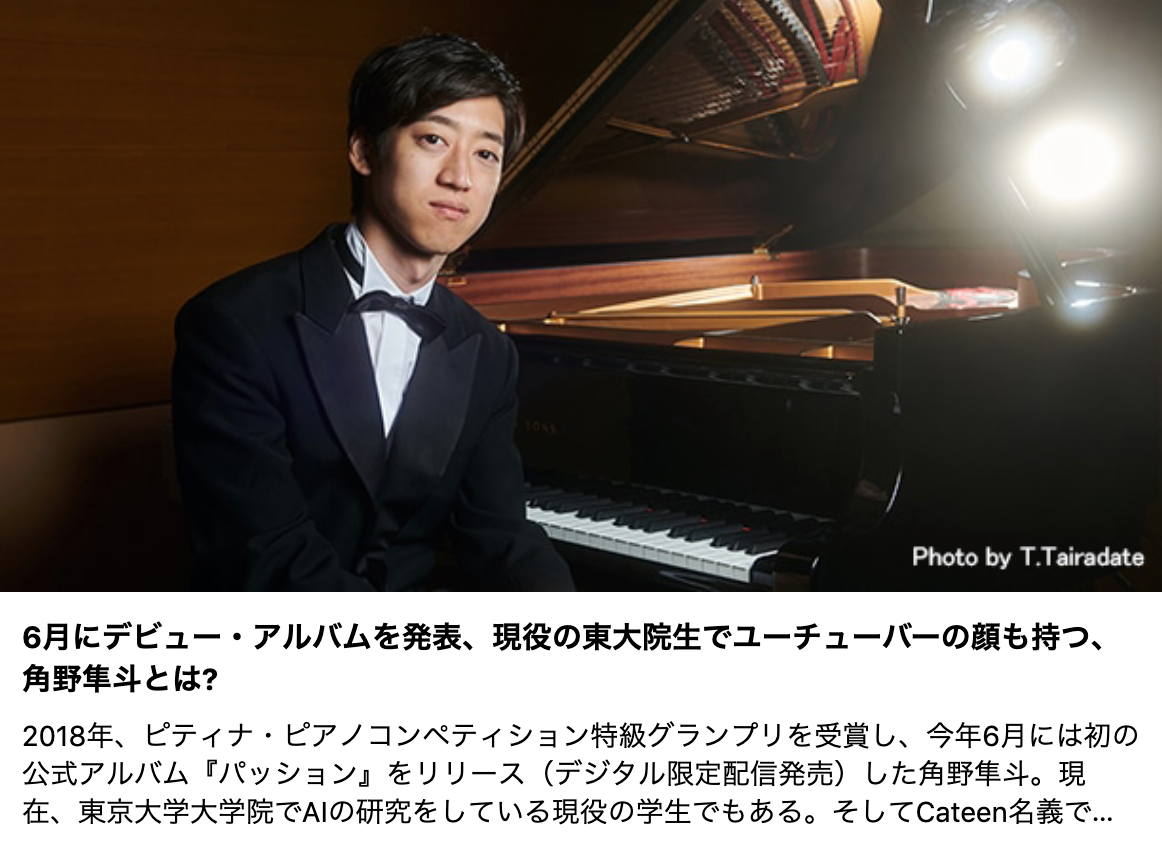 SONS
Photo by T.Tairadate
6月にデビュー・アルバムを発表、現役の東大院生でユーチューバーの顔も持つ、
角野隼斗とは?
2018年、ピティナ・ピアノコンペティション特級グランプリを受賞し、今年6月には初の
公式アルバム『パッション』をリリース（デジタル限定配信発売）した角野隼斗。現
在、東京大学大学院でAIの研究をしている現役の学生でもある。そしてCateen名義で...